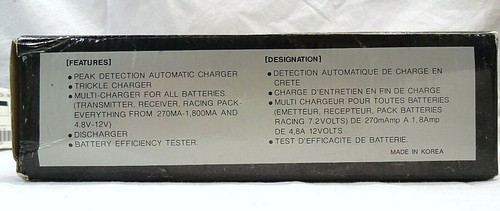 [FEATURES]
● PEAK DETECTION AUTOMATIC CHARGER
● TRICKLE CHARGER
● MULTI-CHARGER FOR ALL BATTERIES.
(TRANSMITTER, RECEIVER, RACING PACK-
EVERYTHING FROM 270MA-1,800MA AND
4.8V-12V)
● DISCHARGER
● BATTERY EFFICIENCY TESTER.
[DESIGNATION]
● DETECTION AUTOMATIQUE DE CHARGE EN
CRETE
● CHARGE D'ENTRETIEN EN FIN DE CHARGE
● MULTI CHARGEUR POUR TOUTES BATTERIES
(EMETTEUR, RECEPTEUR, PACK BATTERIES
RACING 7.2VOLTS) DE 270mAmp A 1.8Amp
DE 4,8A 12VOLTS
● TEST D'EFFICACITE DE BATTERIE.
MADE IN KOREA